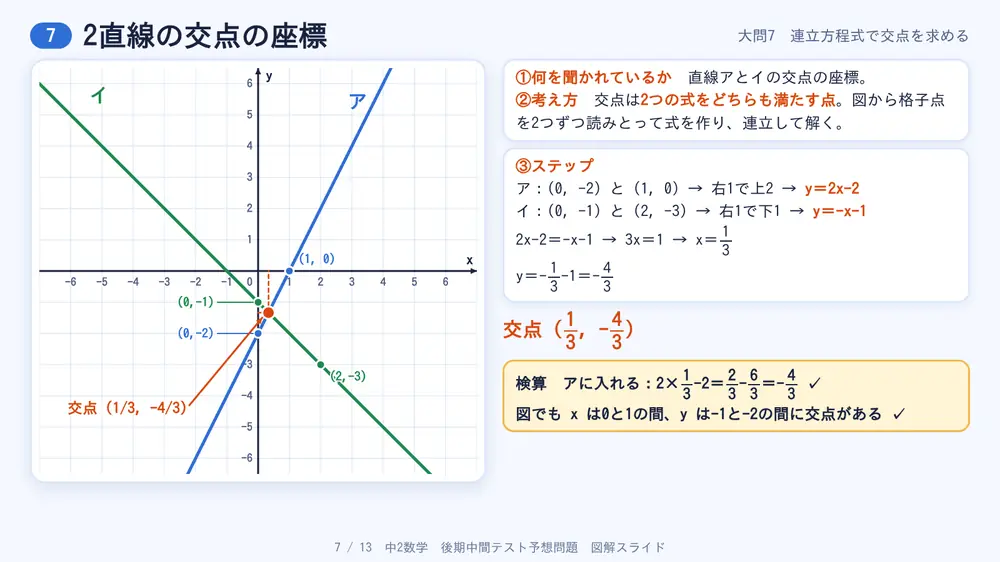 7 2直線の交点の座標
大問7 連立方程式で交点を求める
y
6
5
4
3
2
1
イ
ア
x
-6 -5 -4 -3 -2 -1 0 1 2 3 4 5 6
(1, 0)
(0,-1)
(0,-2)
-3
(2,-3)
-4
交点 (1/3, -4/3)
-5
-6
①何を聞かれているか 直線アとイの交点の座標。
②考え方 交点は2つの式をどちらも満たす点。図から格子点
を2つずつ読みとって式を作り、連立して解く。
③ステップ
ア：(0, -2) と (1, 0) → 右1で上2 → y＝2x-2
イ：(0, -1) と (2, -3) → 右1で下1 → y＝-x-1
2x-2＝-x-1 → 3x＝1 → x＝1/3
y＝-1/3-1＝-4/3
交点 (1/3, -4/3)
検算 アに入れる：2×1/3-2＝2/3-6/3＝-4/3 ✓
図でも x は0と1の間、y は-1と-2の間に交点がある ✓
7 / 13 中2数学 後期中間テスト予想問題 図解スライド